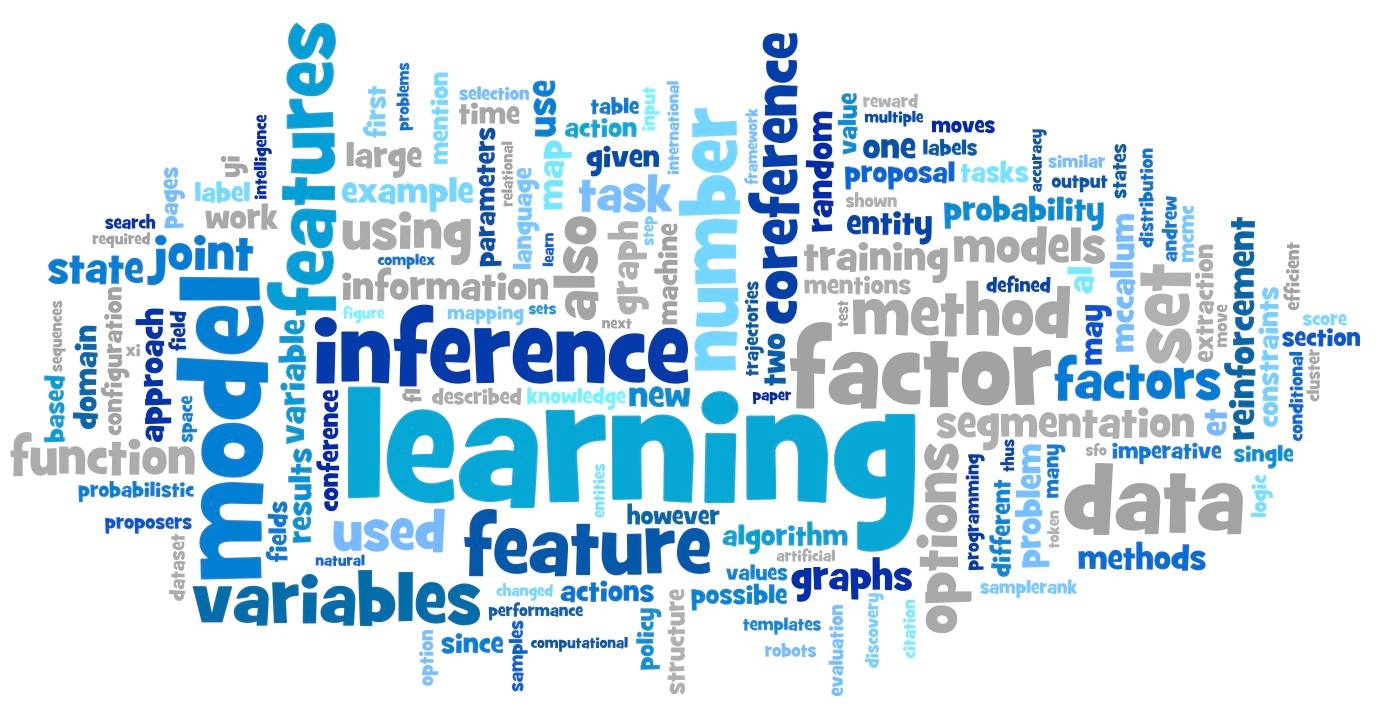 features
first
problems
mention
selection
time
use
table
action
input
international
number
framework
coreference
random
value
reward
multiple
moves
one
labels
proposal
tasks
accuracy
similar
output
states
distribution
andrew
mcmc
intelligence
yi
pages
label
work
large
example
parameters
relational
language
map
given
task
shown
entity
probability
search
required
state
joint
using
complex
learn
also
graph
step
machine
training
models
mentions
al
mccallum
set
extraction
move
reinforcement
efficient
information
figure
mapping
sets
next
trajectories
two
test
method
defined
may
constraints
score
section
conditional
cluster
sequences
based
domain
configuration
xi
approach
field
space
model
variable
results
inference
conference
fl
described
knowledge
new
paper
factor
factors
et
segmentation
sfo
imperative
single
logic
function
probabilistic
proposers
dataset
fields
learning
entities
options
programming
thus
different
problem
token
many
data
methods
samplerank
used
natural
feature
however
algorithm
artificial
values
graphs
possible
variables
changed
actions
performance
templates
robots
evaluation
discovery
citation
option
since
samples
computational
policy
structure